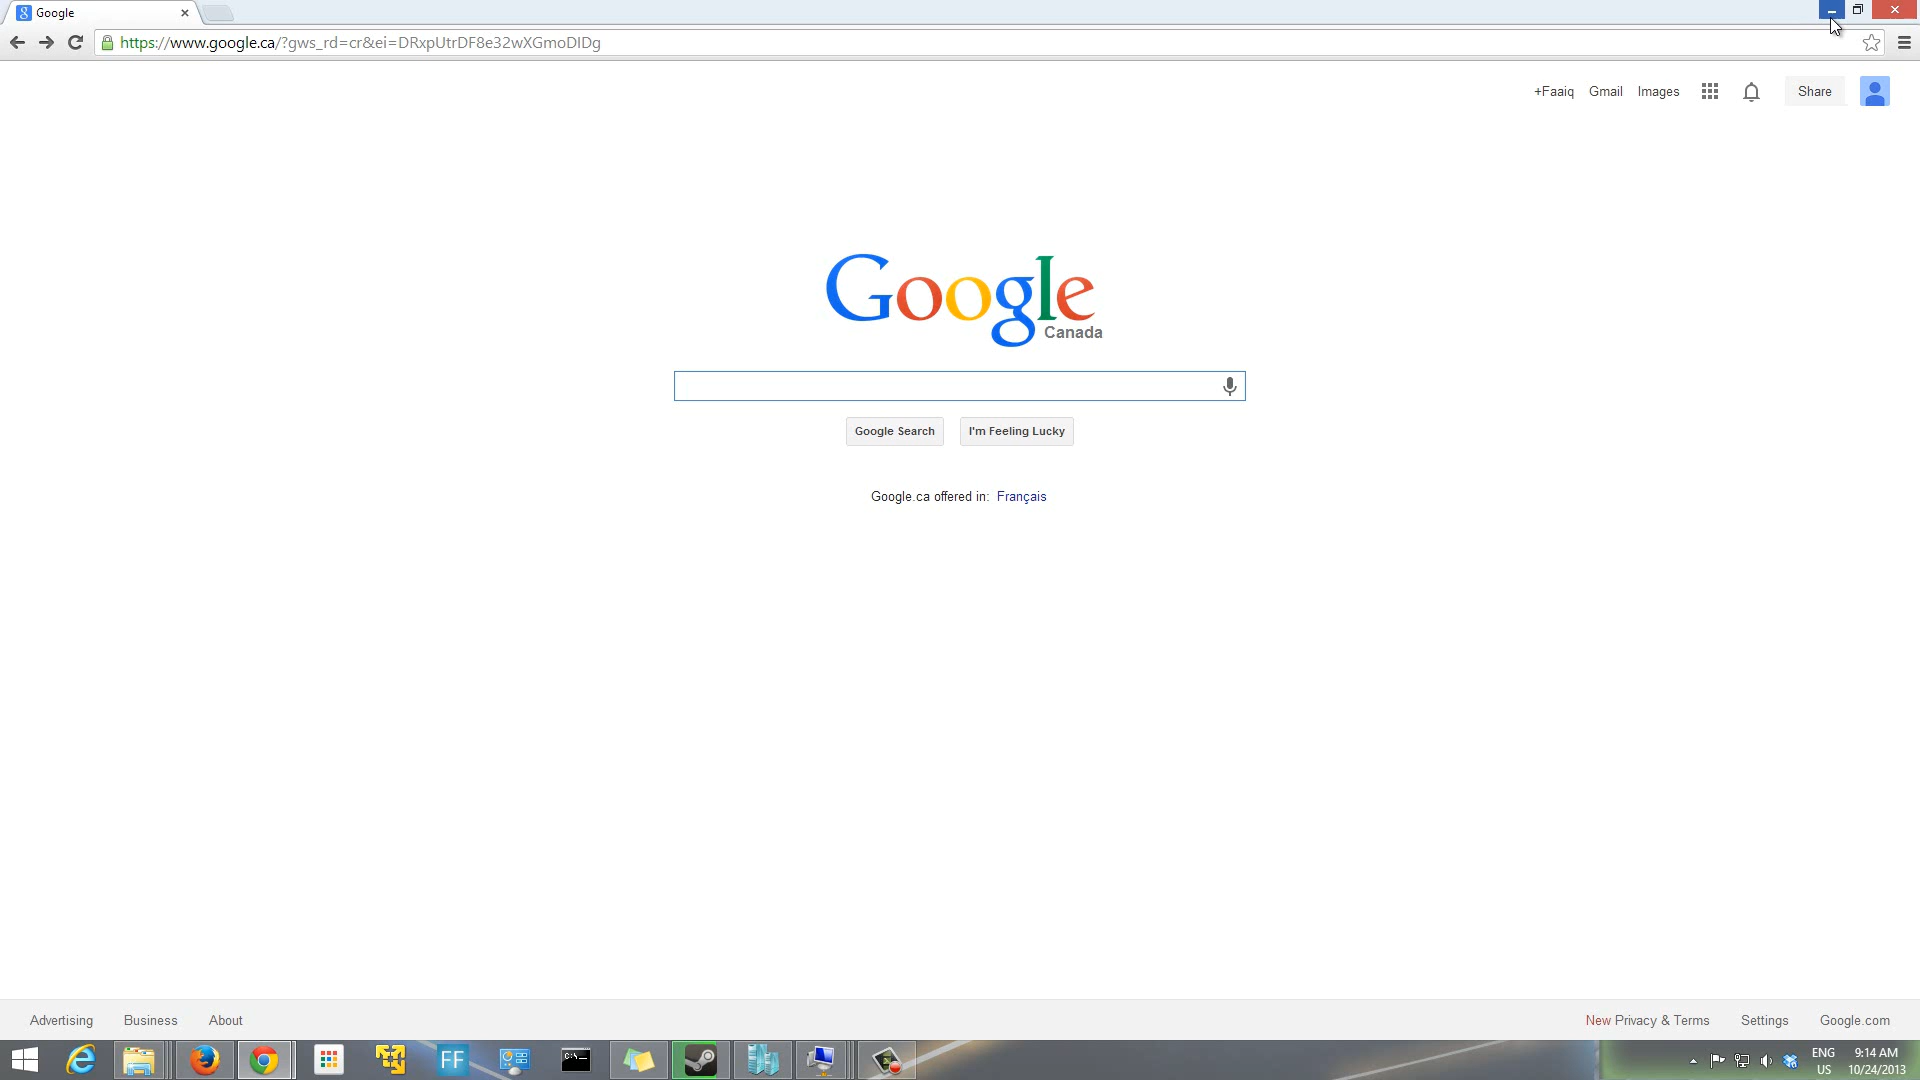 Google
https://www.google.ca/?gws_rd=cr&ei=DRxpUtrDF8e32wXGmoDIDg
+Faaiq Gmail Images Share
Google
Canada
Google Search I'm Feeling Lucky
Google.ca offered in: Français
Advertising Business About New Privacy & Terms Settings Google.com
FF C:\_ ENG 9:14 AM
US 10/24/2013